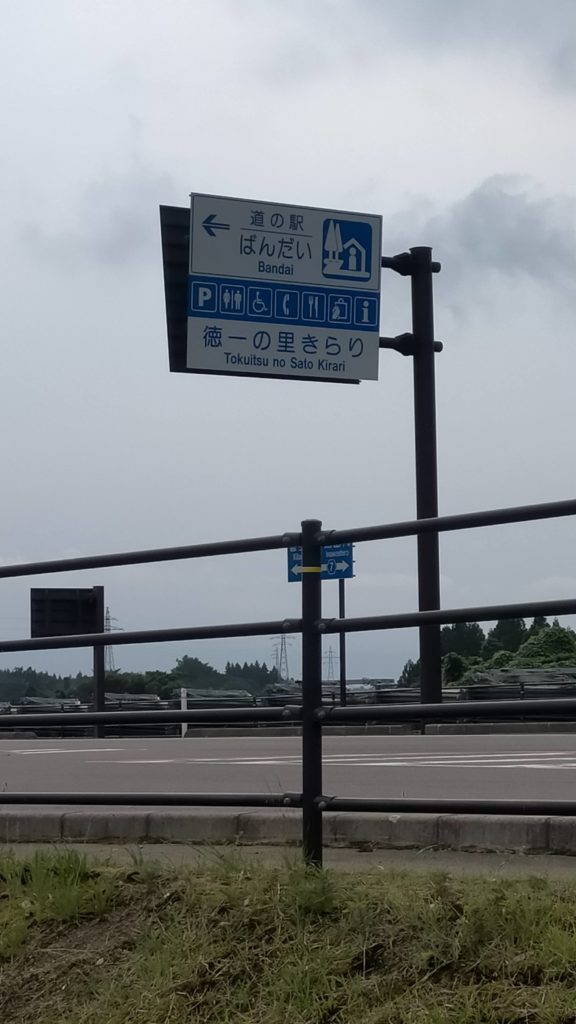 道の駅
ばんだい
Bandai
P
徳一の里きらり
Tokuitsu no Sato Kirari
7